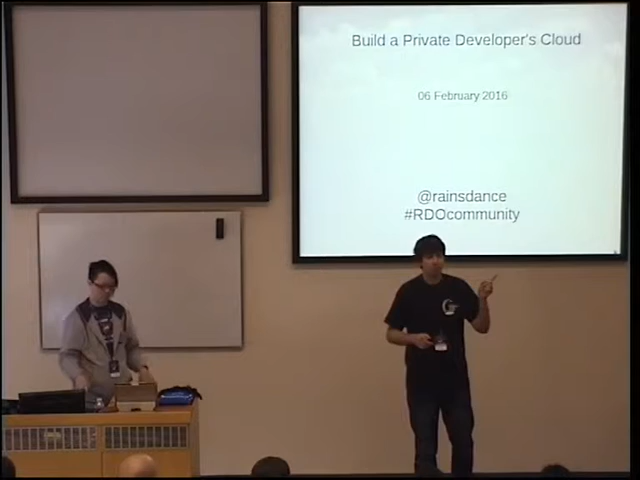 Build a Private Developer's Cloud
06 February 2016
@rainsdance
#RDOcommunity